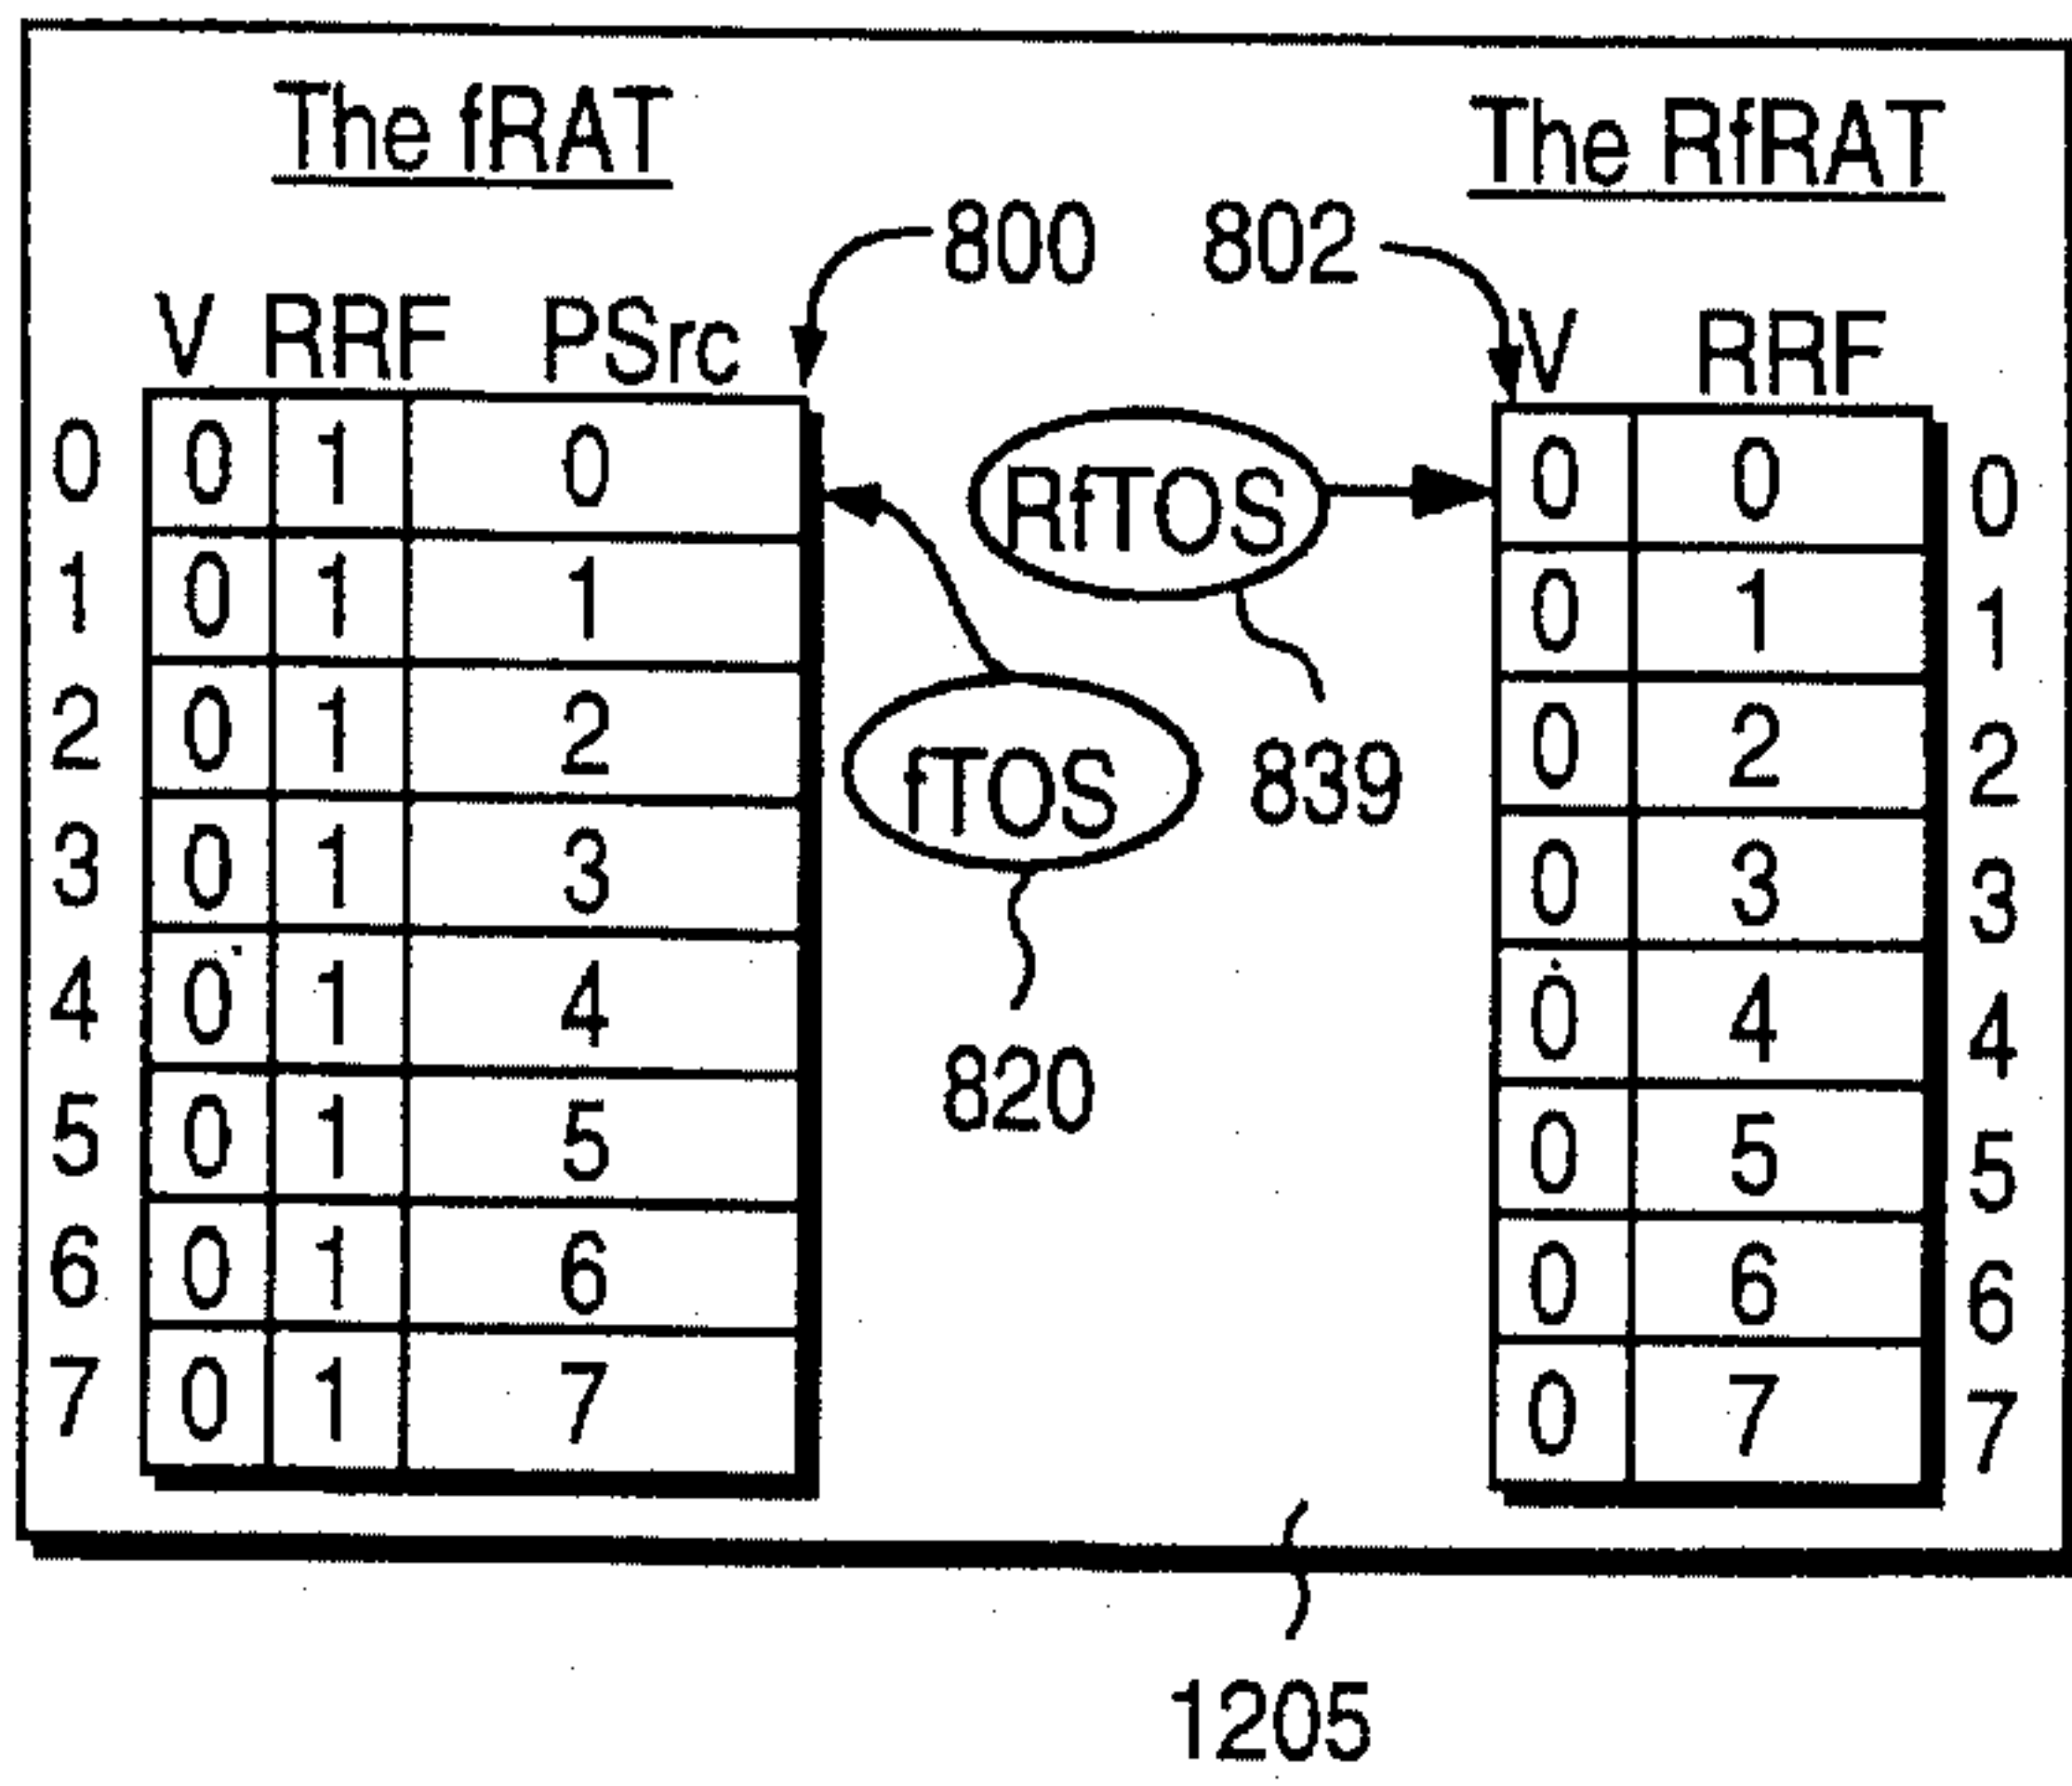 The fRAT The RfRAT
800 802
V RRF PSrc V RRF
0 0 1 0 RfTOS 0 0 0
1 0 1 1 0 1 1
2 0 1 2 fTOS 839 0 2 2
3 0 1 3 0 3 3
4 0 1 4 0 4 4
820
5 0 1 5 0 5 5
6 0 1 6 0 6 6
7 0 1 7 0 7 7
1205